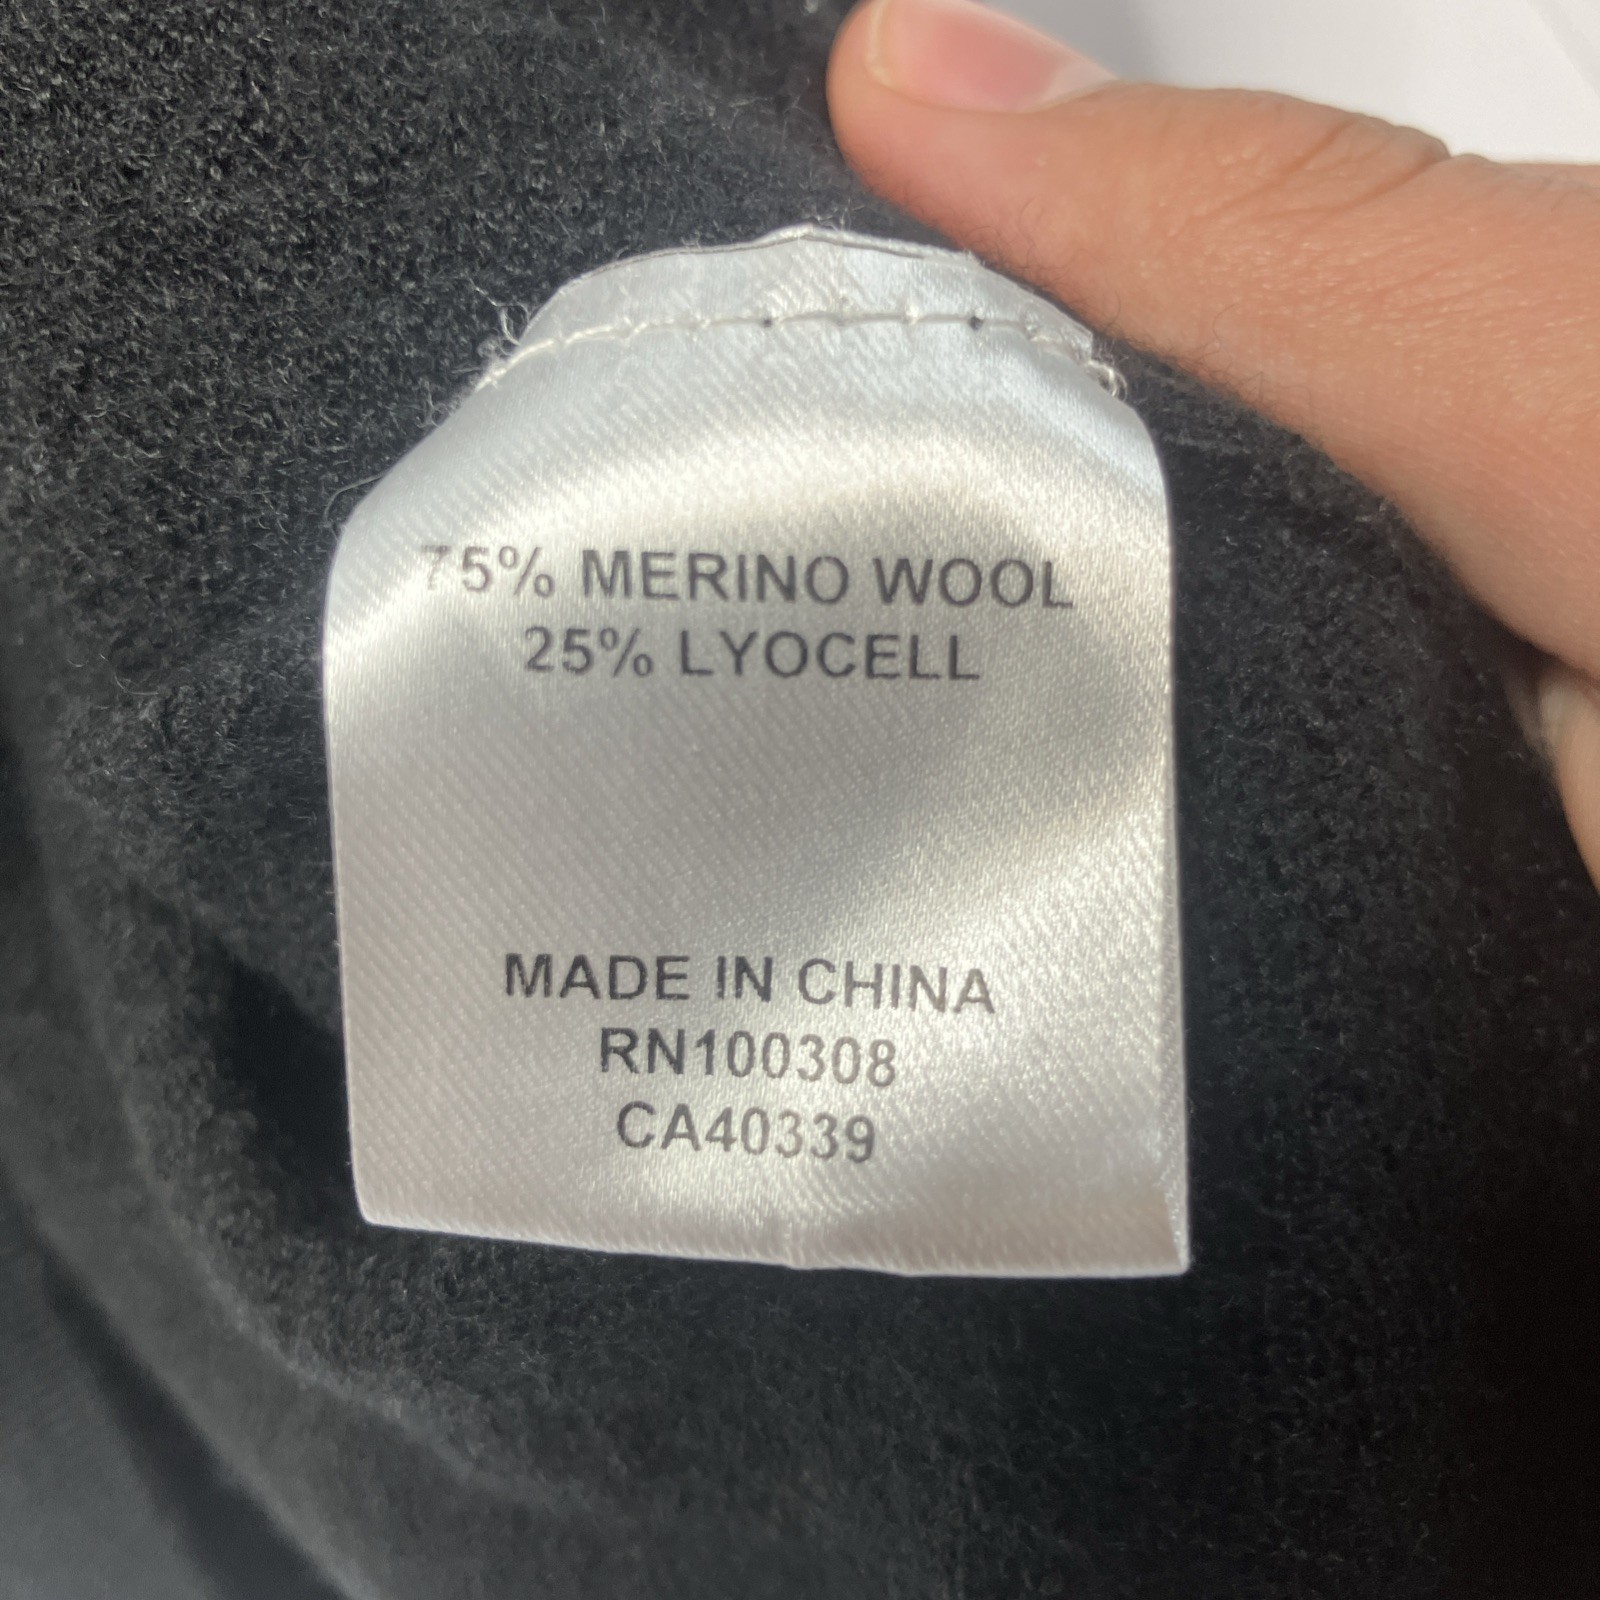 75% MERINO WOOL
25% LYOCELL
MADE IN CHINA
RN100308
CA40339